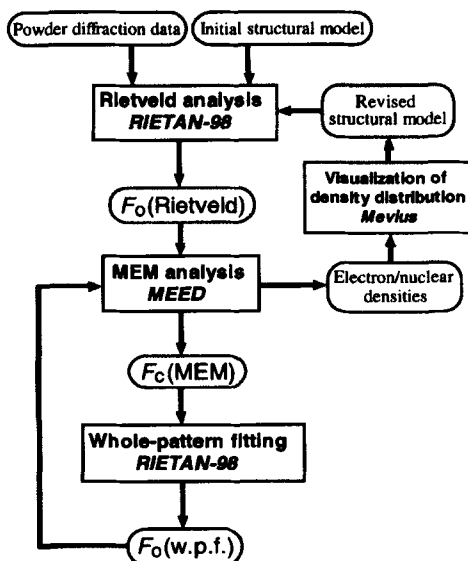 Powder diffraction data
Initial structural model
Rietveld analysis
RIETAN-98
Revised
structural model
Visualization of
density distribution
Mevius
Fo(Rietveld)
MEM analysis
MEED
Electron/nuclear
densities
Fc(MEM)
Whole-pattern fitting
RIETAN-98
Fo(w.p.f.)